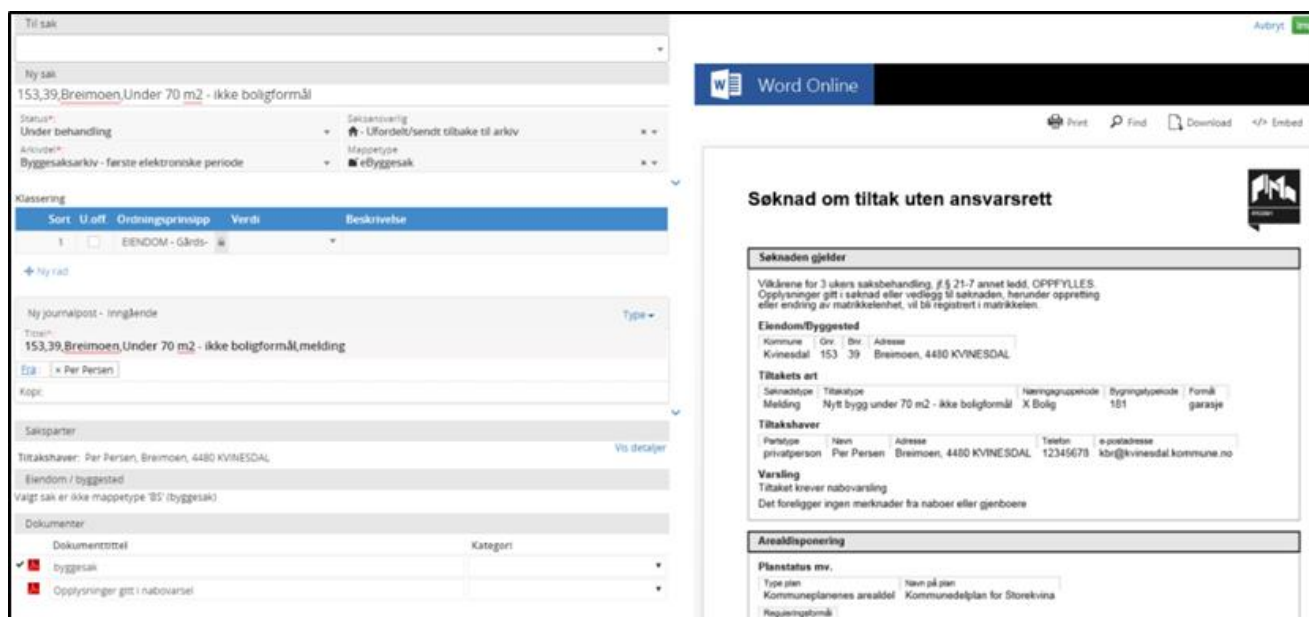 Til sak
Ny sak
153,39,Breimoen,Under 70 m2 - ikke boligformål
Status*:
Under behandling
Saksansvarlig
- Ufordelt/sendt tilbake til arkiv
Arkivdel*:
Byggesaksarkiv - første elektroniske periode
Mappetype
eByggesak
Klassering
Sort U.off Ordningsprinsipp Verdi Beskrivelse
1 EIENDOM - Gårds-
+ Ny rad
Ny journalpost - Inngående Type
Tittel*:
153,39,Breimoen,Under 70 m2 - ikke boligformål,melding
Fra: × Per Persen
Kopi:
Saksparter
Vis detaljer
Tiltakshaver: Per Persen, Breimoen, 4480 KVINESDAL
Eiendom / byggested
Valgt sak er ikke mappetype 'BS' (byggesak)
Dokumenter
Dokumenttittel Kategori
byggesak
Opplysninger gitt i nabovarsel
Avbryt
Word Online
Print Find Download </> Embed
Søknad om tiltak uten ansvarsrett
Søknaden gjelder
Vilkårene for 3 ukers saksbehandling, jf.§ 21-7 annet ledd, OPPFYLLES.
Opplysninger gitt i søknad eller vedlegg til søknaden, herunder oppretting
eller endring av matrikkelenhet, vil bli registrert i matrikkelen.
Eiendom/Byggested
Kommune Gnr. Bnr. Adresse
Kvinesdal 153 39 Breimoen, 4480 KVINESDAL
Tiltakets art
Søknadstype Tiltakstype Næringsgruppekode Bygningstypekode Formål
Melding Nytt bygg under 70 m2 - ikke boligformål X Bolig 181 garasje
Tiltakshaver
Partstype Navn Adresse Telefon e-postadresse
privatperson Per Persen Breimoen, 4480 KVINESDAL 12345678 kbr@kvinesdal.kommune.no
Varsling
Tiltaket krever nabovarsling
Det foreligger ingen merknader fra naboer eller gjenboere
Arealdisponering
Planstatus mv.
Type plan Navn på plan
Kommuneplanenes arealdel Kommunedelplan for Storekvina
Reguleringsformål